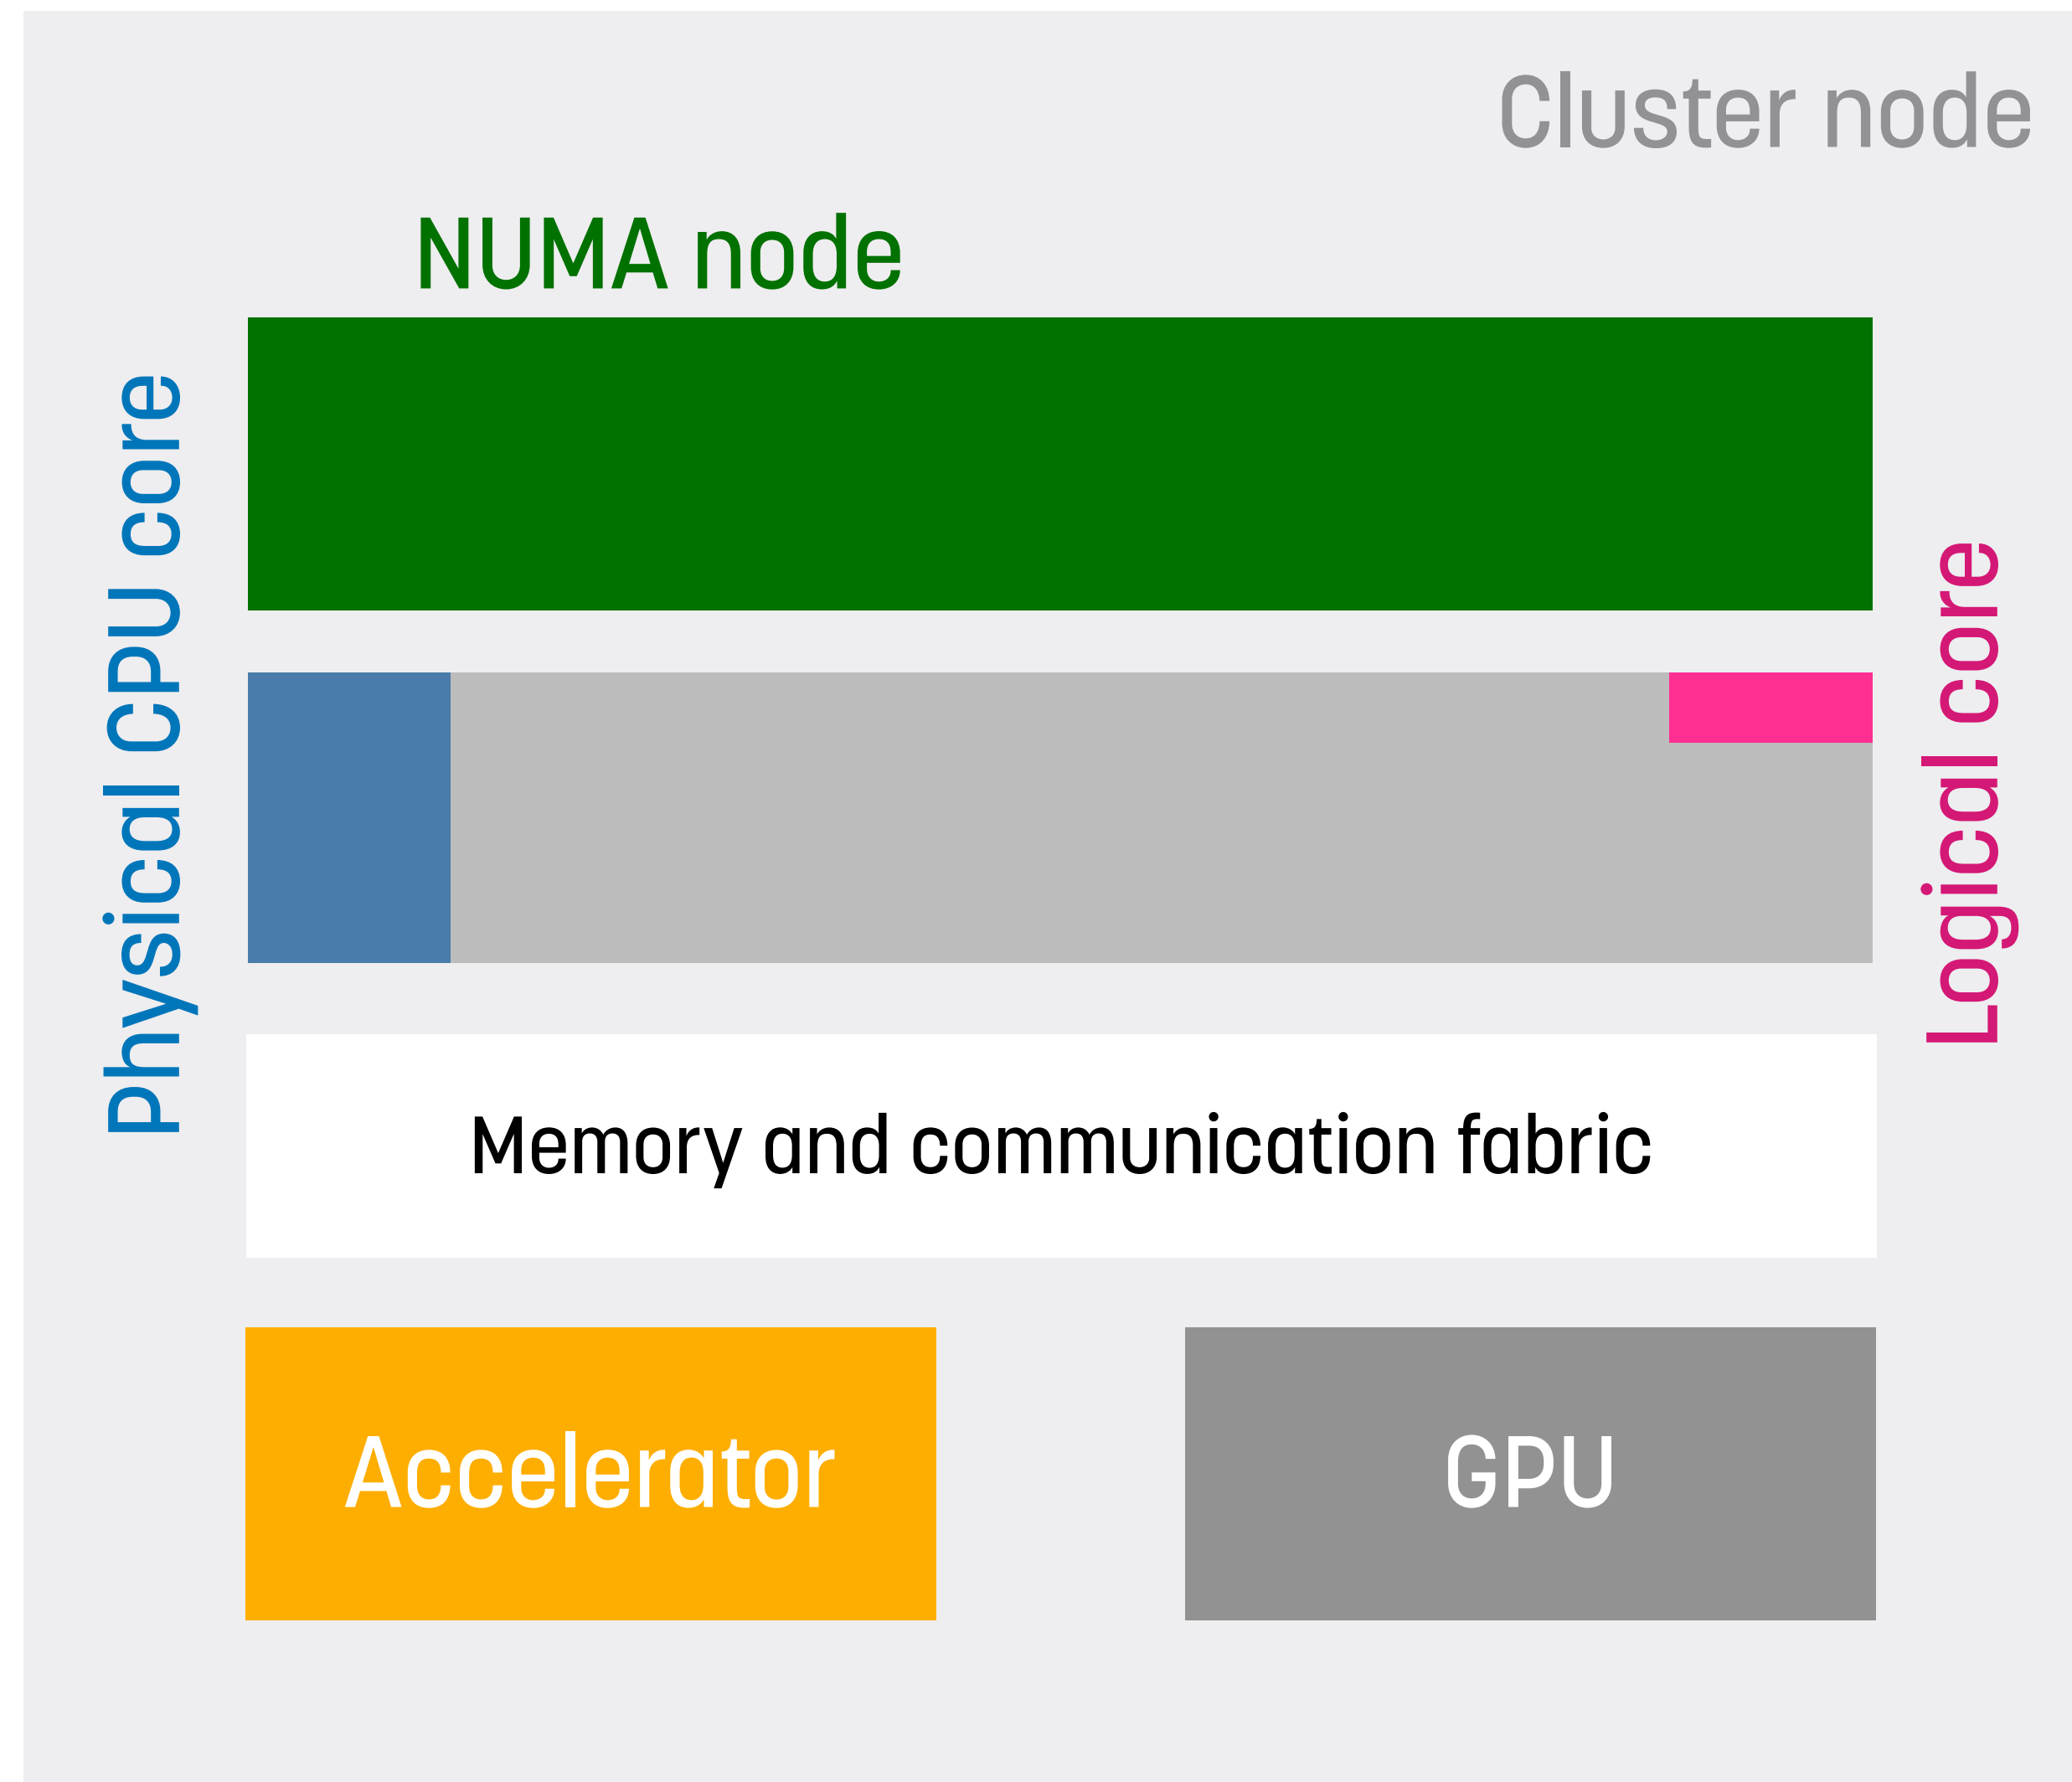 Cluster node
NUMA node
Physical CPU core
Logical core
Memory and communication fabric
Accelerator
GPU